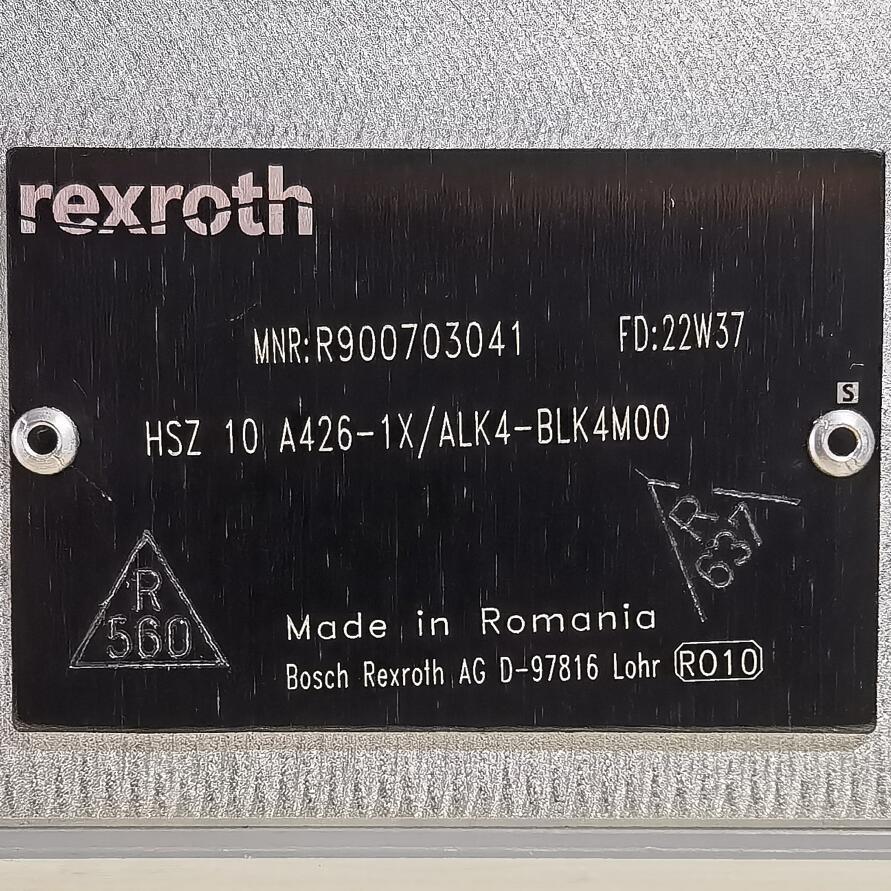 rexroth
MNR:R900703041 FD:22W37
S
HSZ 10 A426-1X/ALK4-BLK4M00
R
637
R
560
Made in Romania
Bosch Rexroth AG D-97816 Lohr RO10